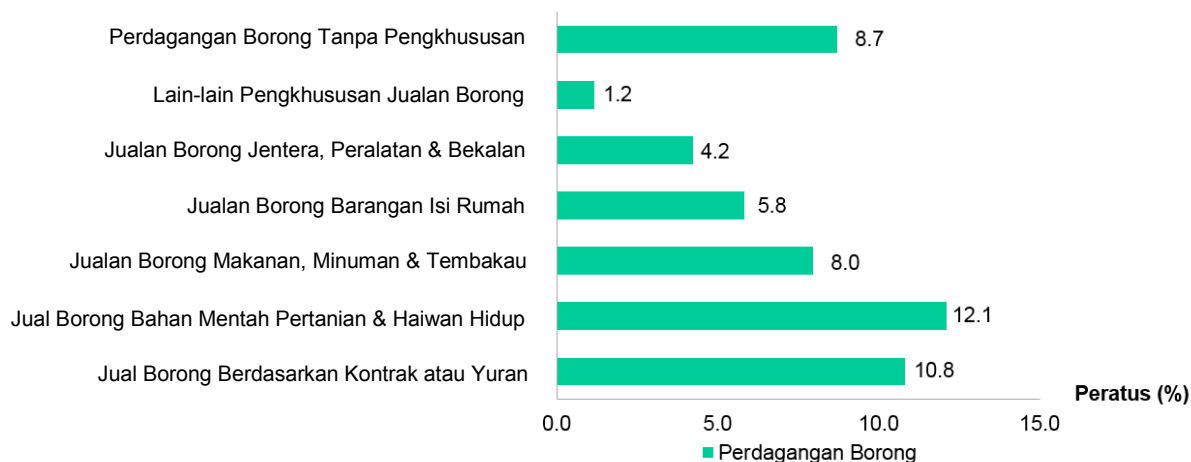 Perdagangan Borong Tanpa Pengkhususan 8.7
Lain-lain Pengkhususan Jualan Borong 1.2
Jualan Borong Jentera, Peralatan & Bekalan 4.2
Jualan Borong Barangan Isi Rumah 5.8
Jualan Borong Makanan, Minuman & Tembakau 8.0
Jual Borong Bahan Mentah Pertanian & Haiwan Hidup 12.1
Jual Borong Berdasarkan Kontrak atau Yuran 10.8
Peratus (%)
0.0 5.0 10.0 15.0
Perdagangan Borong